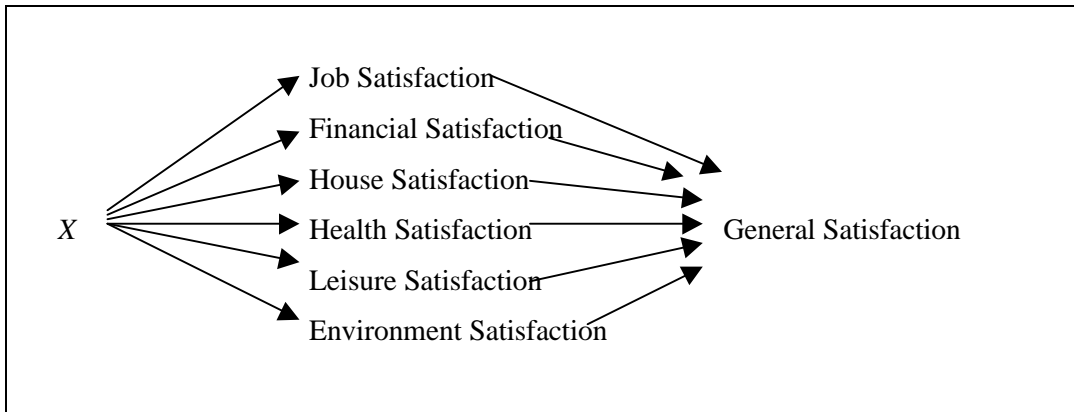 Job Satisfaction
Financial Satisfaction
House Satisfaction
X
Health Satisfaction
General Satisfaction
Leisure Satisfaction
Environment Satisfaction